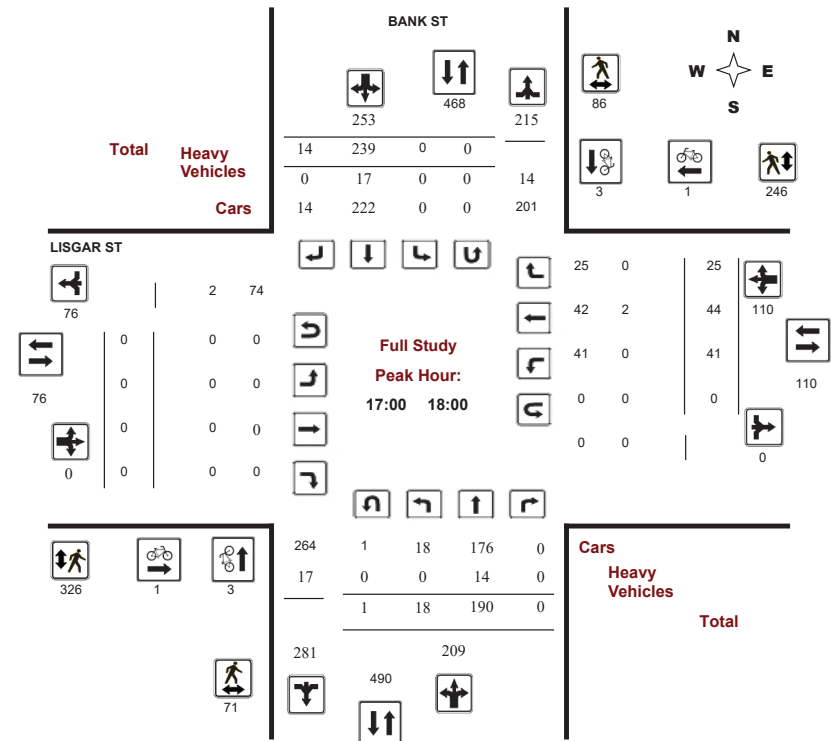 BANK ST
N
W E
S
468
86
253 215
Total Heavy Vehicles
14 239 0 0
0 17 0 0 14
Cars 14 222 0 0 201
3 1 246
LISGAR ST
76
2 74
25 0 25
42 2 44 110
0 0 0
Full Study
41 0 41
76
0 0 0
Peak Hour:
110
17:00 18:00
0 0 0
0 0 0
0 0 0
0 0 0
0
0
264 1 18 176 0
Cars
17 0 0 14 0
Heavy
Vehicles
326 1 3
1 18 190 0
Total
281 209
490
71